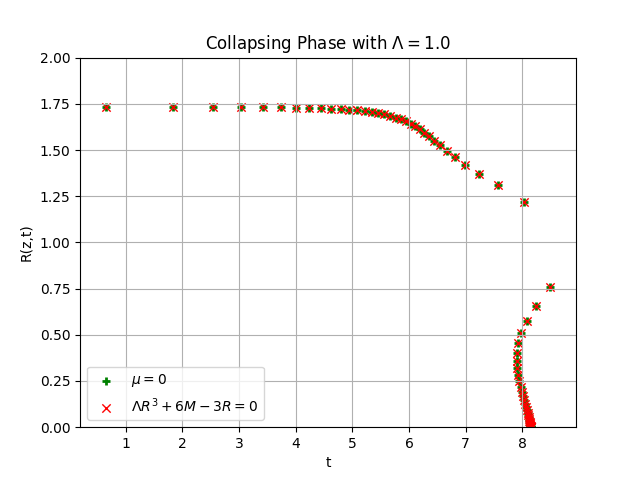 Collapsing Phase with Λ = 1.0
2.00
1.75
1.50
1.25
1.00
0.75
0.50
0.25
0.00
R(z,t)
μ = 0
ΛR³ + 6M − 3R = 0
1 2 3 4 5 6 7 8
t